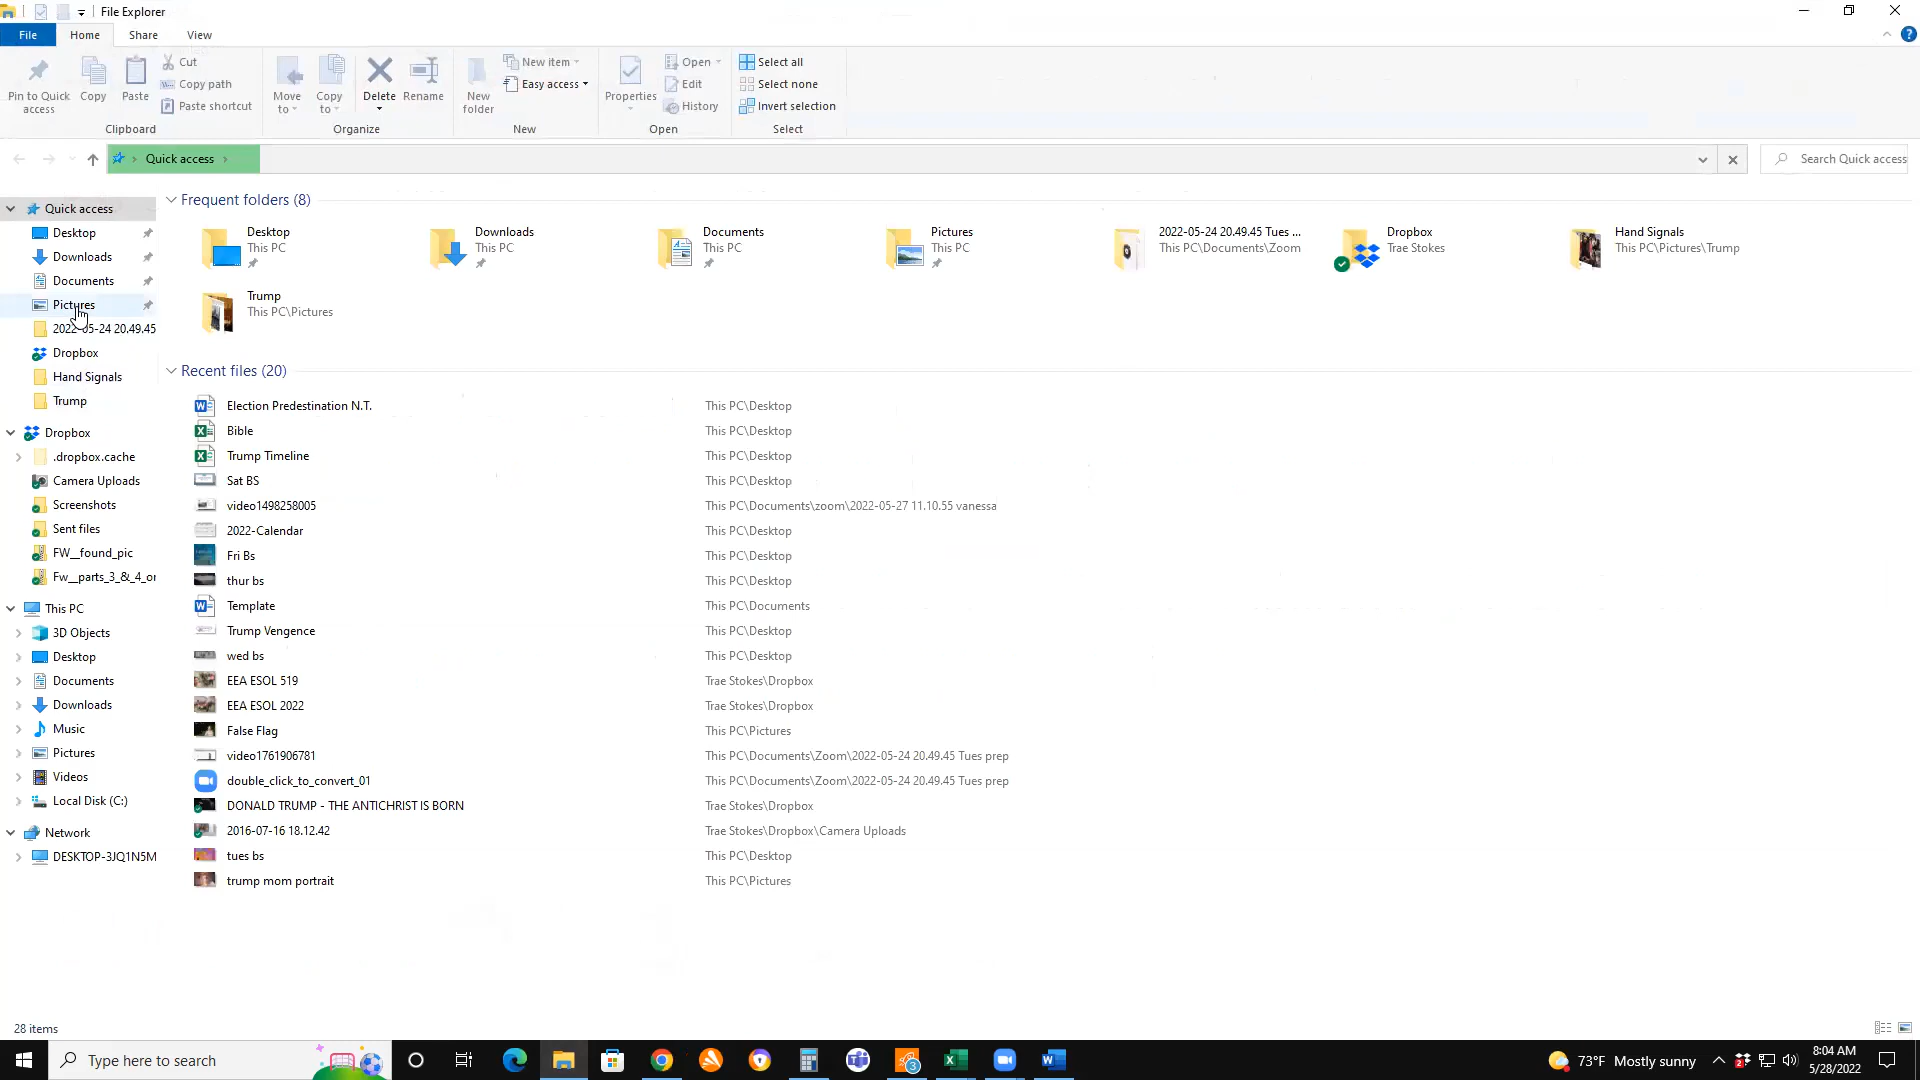 File Explorer
File Home Share View
Pin to Quick access
Copy
Paste
Cut
Copy path
Paste shortcut
Clipboard
Move to
Copy to
Delete
Rename
Organize
New folder
New item
Easy access
New
Properties
Open
Edit
History
Open
Select all
Select none
Invert selection
Select
Quick access
Search Quick access
Quick access
Desktop
Downloads
Documents
Pictures
2022-05-24 20.49.45
Dropbox
Hand Signals
Trump
Dropbox
.dropbox.cache
Camera Uploads
Screenshots
Sent files
FW__found_pic
Fw__parts_3_&_4_or
This PC
3D Objects
Desktop
Documents
Downloads
Music
Pictures
Videos
Local Disk (C:)
Network
DESKTOP-3JQ1N5M
Frequent folders (8)
Desktop
This PC
Downloads
This PC
Documents
This PC
Pictures
This PC
2022-05-24 20.49.45 Tues ...
This PC\Documents\Zoom
Dropbox
Trae Stokes
Hand Signals
This PC\Pictures\Trump
Trump
This PC\Pictures
Recent files (20)
Election Predestination N.T. This PC\Desktop
Bible This PC\Desktop
Trump Timeline This PC\Desktop
Sat BS This PC\Desktop
video1498258005 This PC\Documents\zoom\2022-05-27 11.10.55 vanessa
2022-Calendar This PC\Desktop
Fri Bs This PC\Desktop
thur bs This PC\Desktop
Template This PC\Documents
Trump Vengence This PC\Desktop
wed bs This PC\Desktop
EEA ESOL 519 Trae Stokes\Dropbox
EEA ESOL 2022 Trae Stokes\Dropbox
False Flag This PC\Pictures
video1761906781 This PC\Documents\Zoom\2022-05-24 20.49.45 Tues prep
double_click_to_convert_01 This PC\Documents\Zoom\2022-05-24 20.49.45 Tues prep
DONALD TRUMP - THE ANTICHRIST IS BORN Trae Stokes\Dropbox
2016-07-16 18.12.42 Trae Stokes\Dropbox\Camera Uploads
tues bs This PC\Desktop
trump mom portrait This PC\Pictures
28 items
Type here to search
3
73°F Mostly sunny
2
8:04 AM
5/28/2022